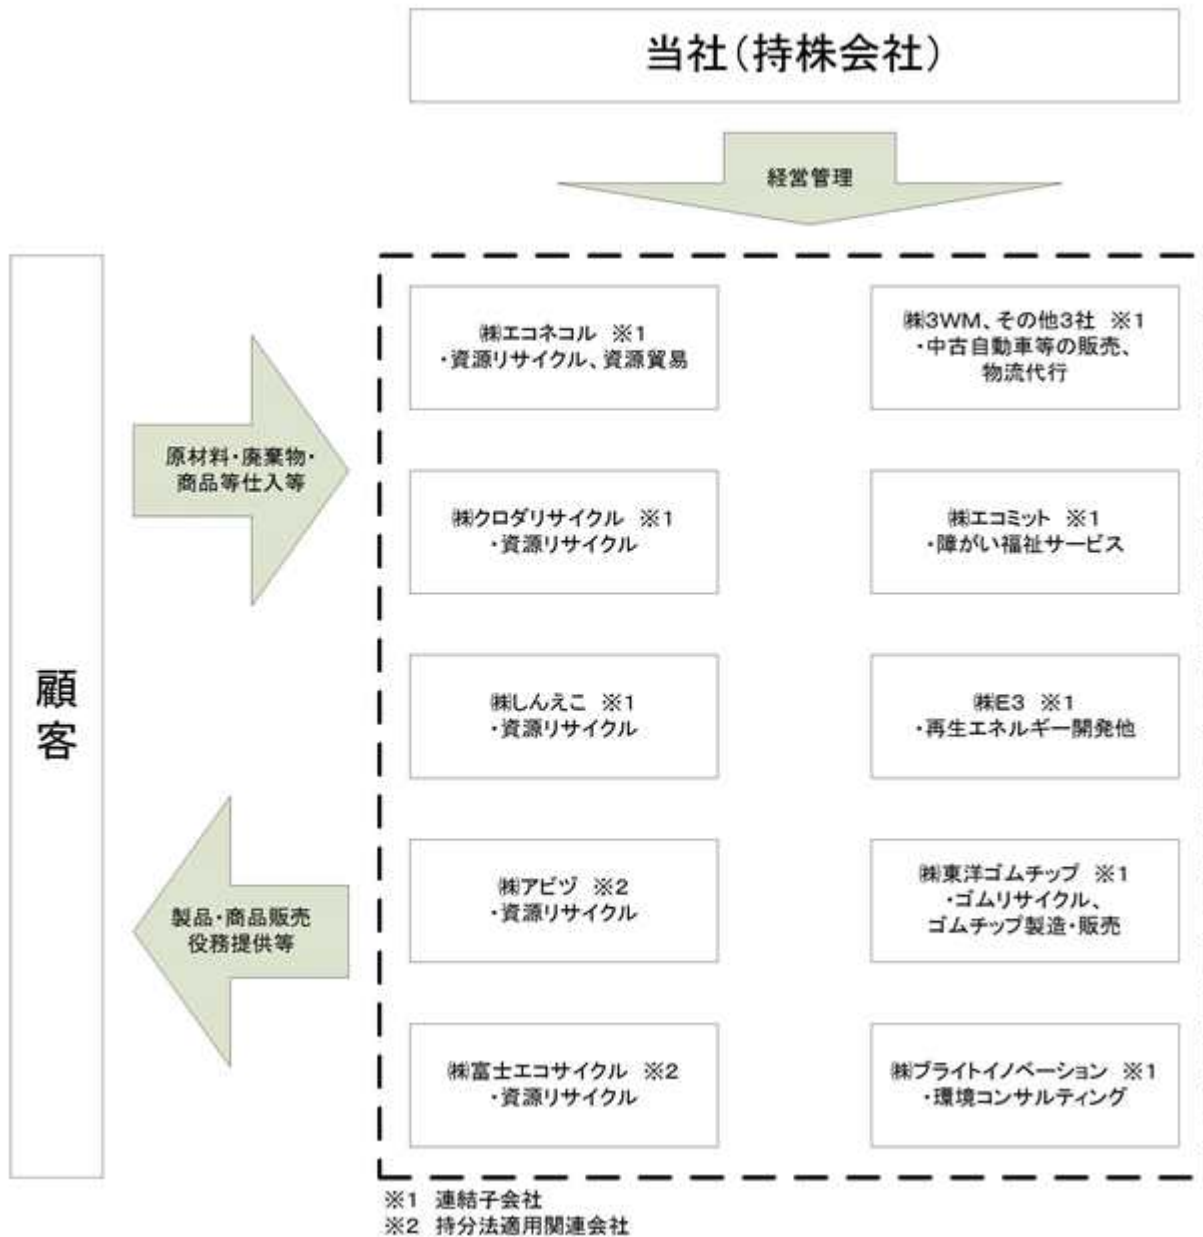 当社(持株会社)
経営管理
顧客
原材料・廃棄物・
商品等仕入等
製品・商品販売
役務提供等
㈱エコネコル ※1
・資源リサイクル、資源貿易
㈱3WM、その他3社 ※1
・中古自動車等の販売、
物流代行
㈱クロダリサイクル ※1
・資源リサイクル
㈱エコミット ※1
・障がい福祉サービス
㈱しんえこ ※1
・資源リサイクル
㈱E3 ※1
・再生エネルギー開発他
㈱アビヅ ※2
・資源リサイクル
㈱東洋ゴムチップ ※1
・ゴムリサイクル、
ゴムチップ製造・販売
㈱富士エコサイクル ※2
・資源リサイクル
㈱ブライトイノベーション ※1
・環境コンサルティング
※1 連結子会社
※2 持分法適用関連会社